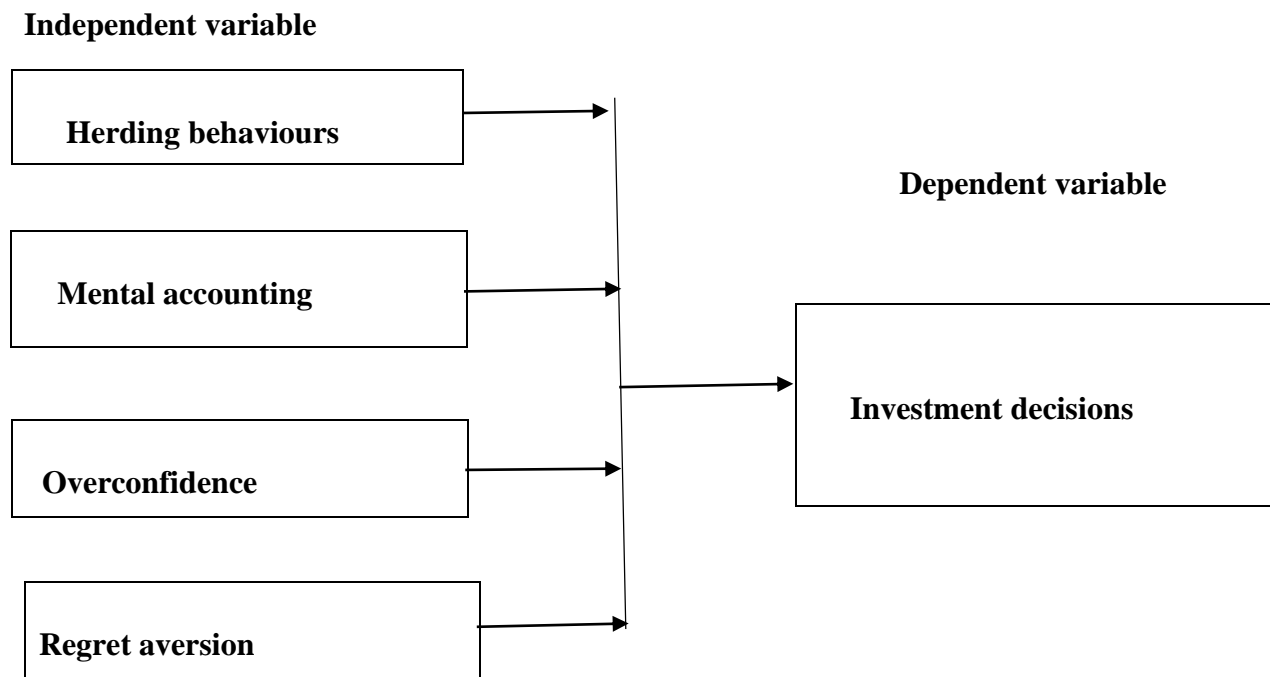 Independent variable
Herding behaviours
Dependent variable
Mental accounting
Investment decisions
Overconfidence
Regret aversion